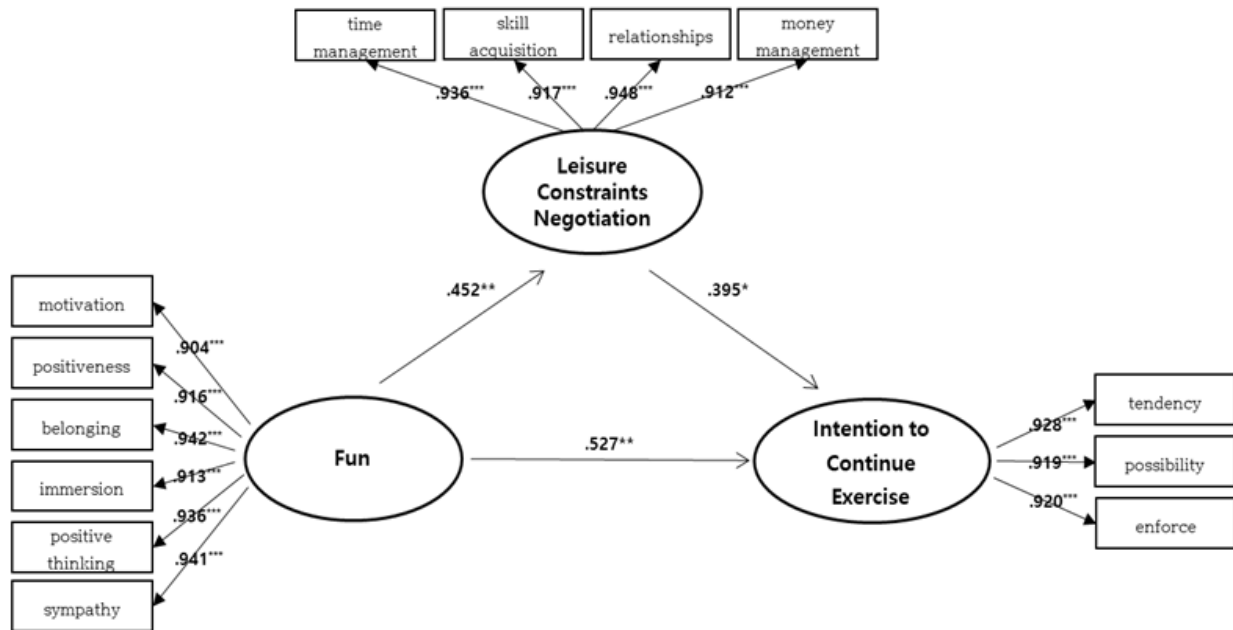 time
management
skill
acquisition
relationships
money
management
.936***
.917***
.948***
.912***
Leisure
Constraints
Negotiation
.452**
.395*
motivation
positiveness
belonging
immersion
positive
thinking
sympathy
.904***
.916***
.942***
.913***
.936***
.941***
Fun
.527**
Intention to
Continue
Exercise
.928***
.919***
.920***
tendency
possibility
enforce